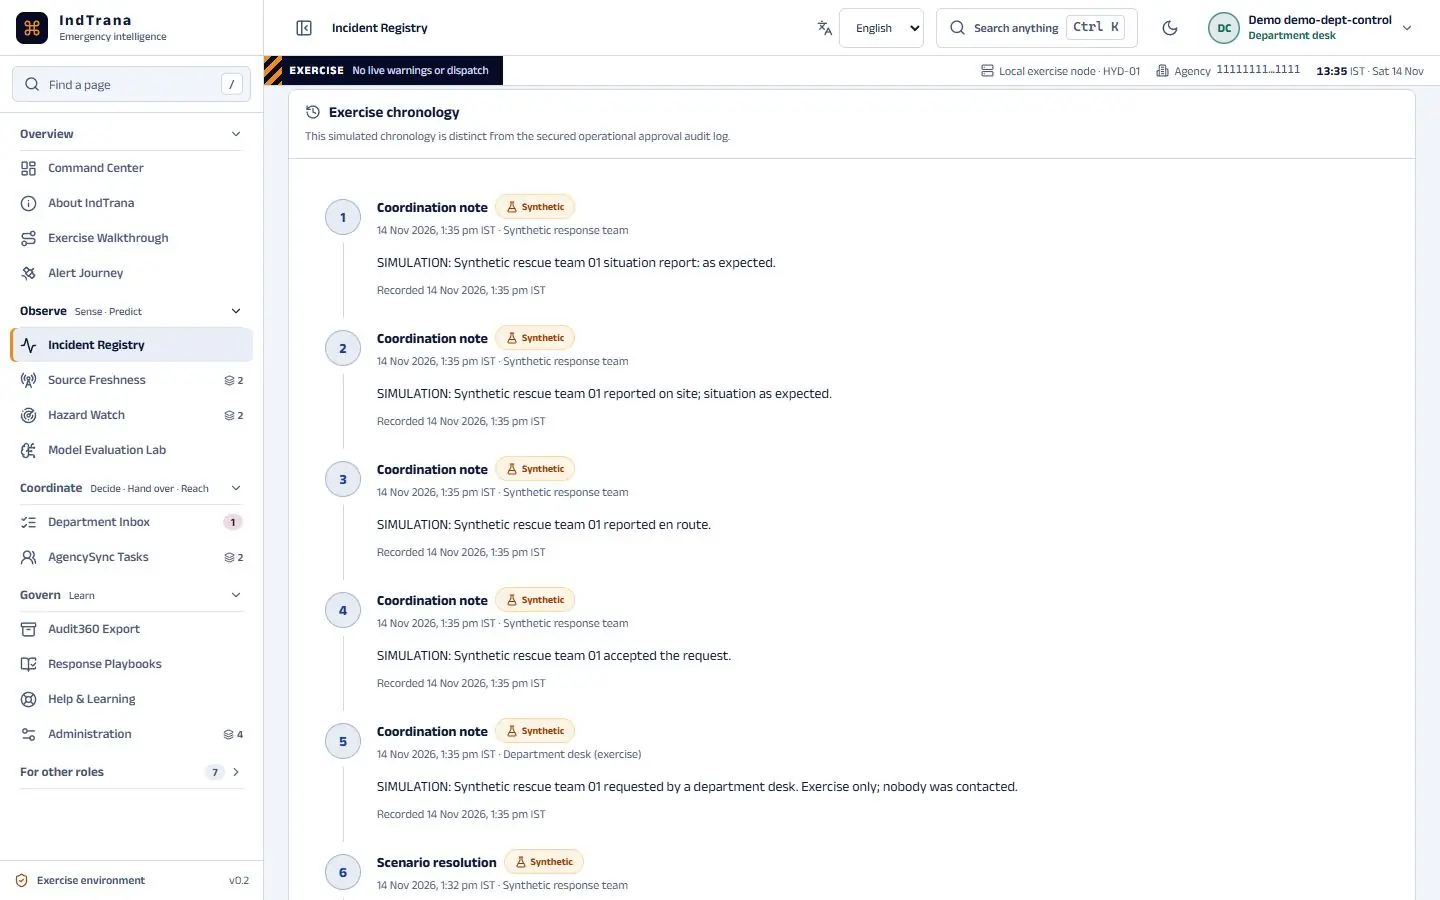 IndTrana
Emergency intelligence
Incident Registry
English
Search anything Ctrl K
DC
Demo demo-dept-control
Department desk
Find a page /
EXERCISE No live warnings or dispatch
Local exercise node · HYD-01
Agency 11111111…1111
13:35 IST · Sat 14 Nov
Overview
Command Center
About IndTrana
Exercise Walkthrough
Alert Journey
Observe Sense · Predict
Incident Registry
Source Freshness 2
Hazard Watch 2
Model Evaluation Lab
Coordinate Decide · Hand over · Reach
Department Inbox 1
AgencySync Tasks 2
Govern Learn
Audit360 Export
Response Playbooks
Help & Learning
Administration 4
For other roles 7
Exercise environment v0.2
Exercise chronology
This simulated chronology is distinct from the secured operational approval audit log.
1
Coordination note Synthetic
14 Nov 2026, 1:35 pm IST · Synthetic response team
SIMULATION: Synthetic rescue team 01 situation report: as expected.
Recorded 14 Nov 2026, 1:35 pm IST
2
Coordination note Synthetic
14 Nov 2026, 1:35 pm IST · Synthetic response team
SIMULATION: Synthetic rescue team 01 reported on site; situation as expected.
Recorded 14 Nov 2026, 1:35 pm IST
3
Coordination note Synthetic
14 Nov 2026, 1:35 pm IST · Synthetic response team
SIMULATION: Synthetic rescue team 01 reported en route.
Recorded 14 Nov 2026, 1:35 pm IST
4
Coordination note Synthetic
14 Nov 2026, 1:35 pm IST · Synthetic response team
SIMULATION: Synthetic rescue team 01 accepted the request.
Recorded 14 Nov 2026, 1:35 pm IST
5
Coordination note Synthetic
14 Nov 2026, 1:35 pm IST · Department desk (exercise)
SIMULATION: Synthetic rescue team 01 requested by a department desk. Exercise only; nobody was contacted.
Recorded 14 Nov 2026, 1:35 pm IST
6
Scenario resolution Synthetic
14 Nov 2026, 1:32 pm IST · Synthetic response team